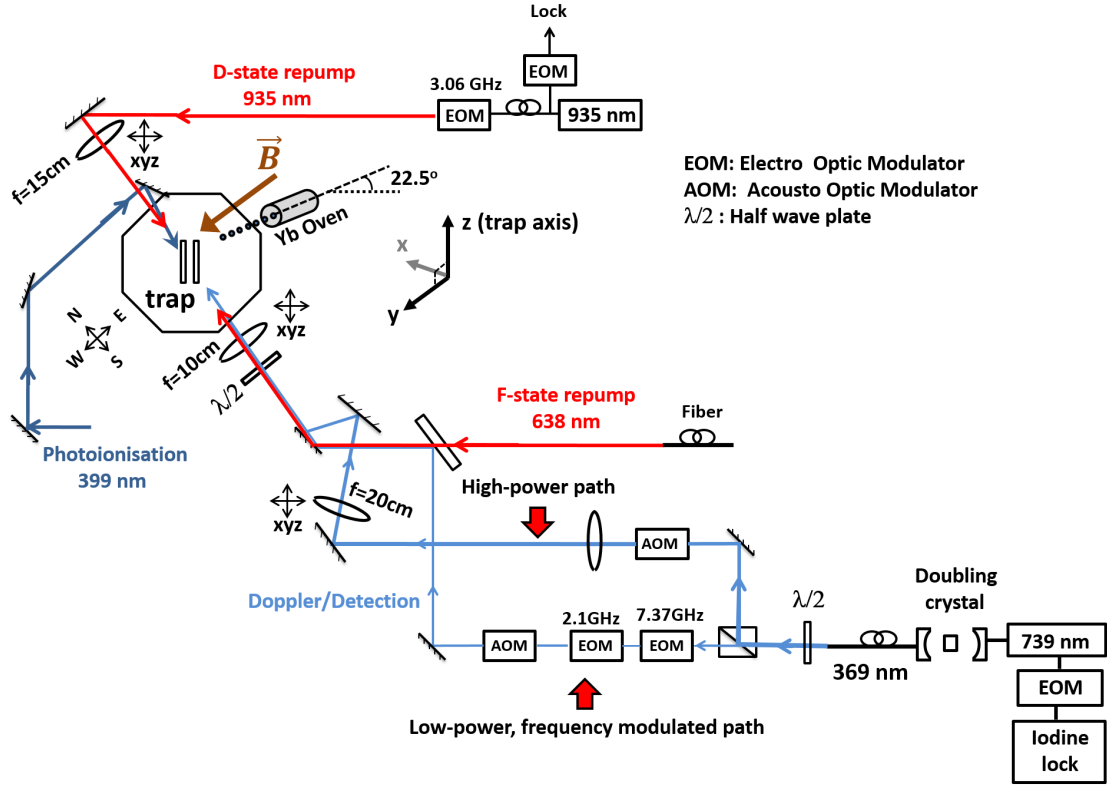 Lock
D-state repump
935 nm
3.06 GHz
EOM
EOM
935 nm
xyz
f=15cm
B
22.5°
Yb Oven
EOM: Electro Optic Modulator
AOM: Acousto Optic Modulator
λ/2 : Half wave plate
z (trap axis)
x
y
trap
N
E
W
S
xyz
f=10cm
λ/2
F-state repump
638 nm
Fiber
Photoionisation
399 nm
High-power path
f=20cm
xyz
AOM
Doppler/Detection
2.1GHz
7.37GHz
AOM
EOM
EOM
λ/2
Doubling
crystal
369 nm
739 nm
EOM
Iodine
lock
Low-power, frequency modulated path